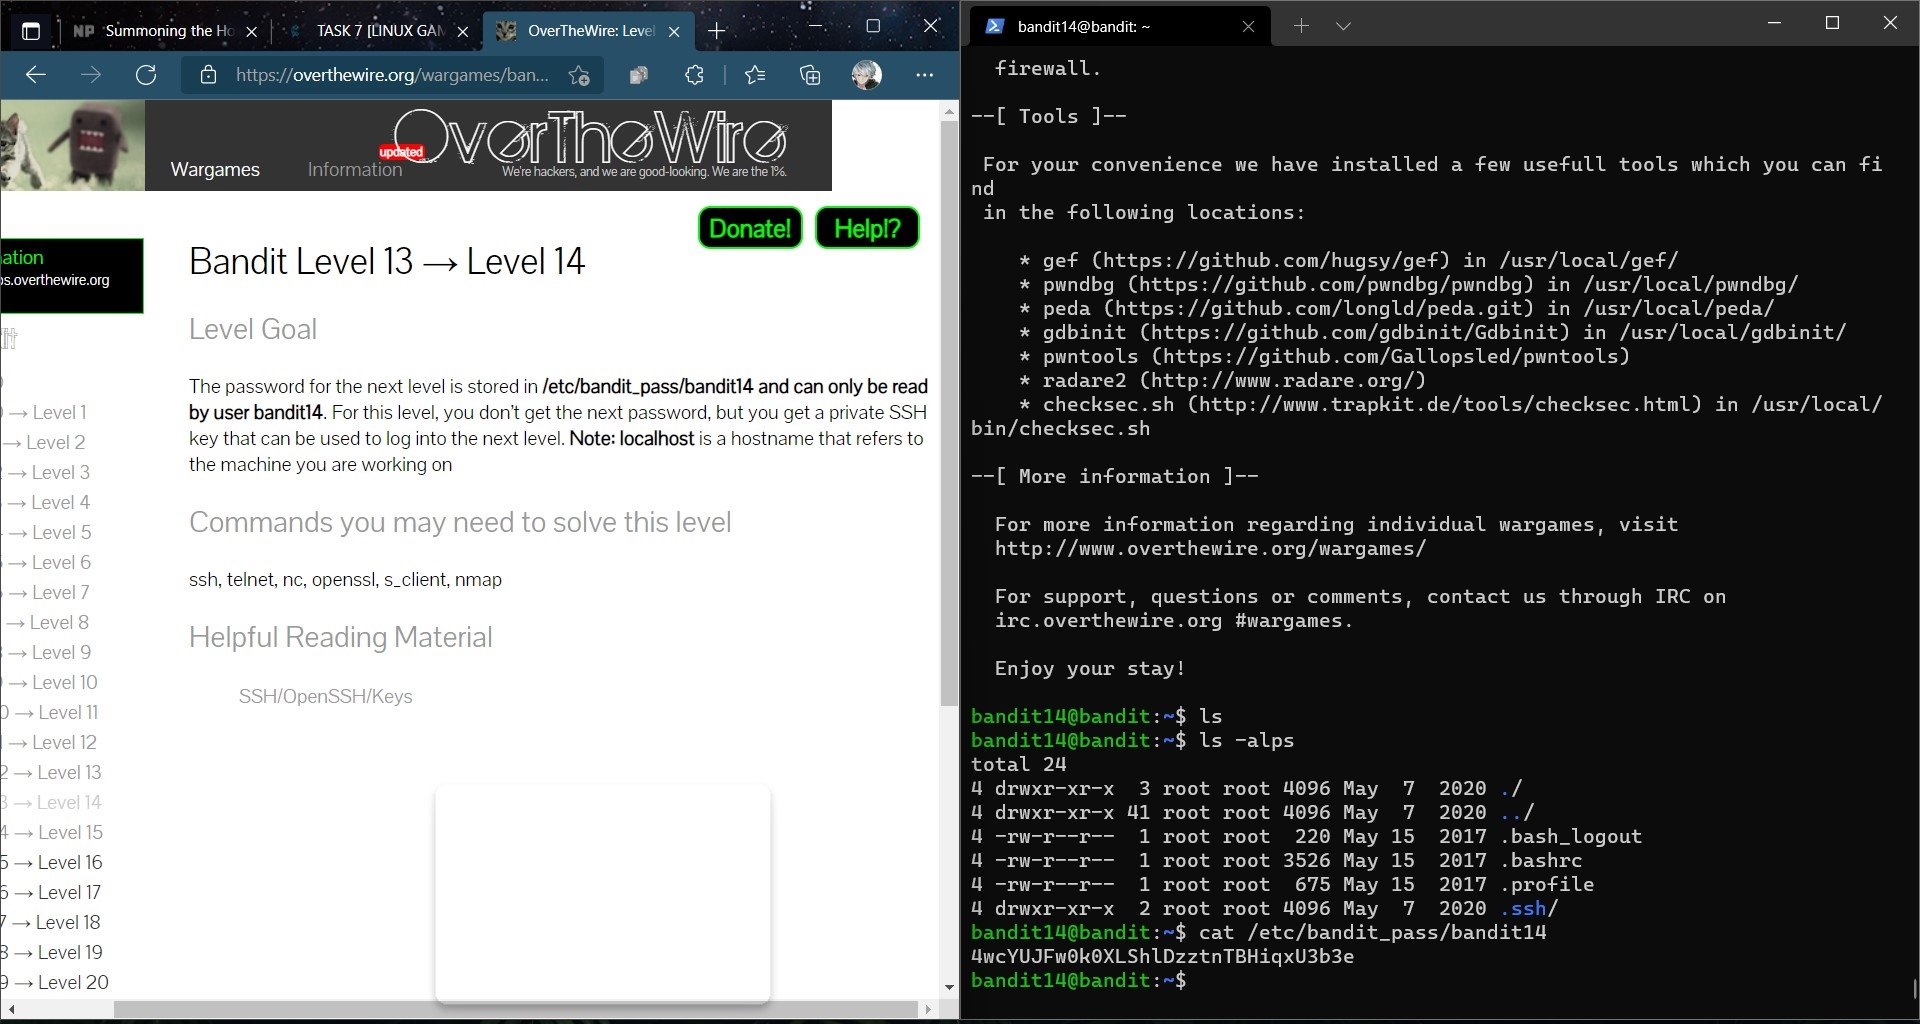 NP Summoning the Ho
TASK 7 [LINUX GAM
OverTheWire: Level
https://overthewire.org/wargames/ban...
OverTheWire
updated
Wargames
Information
We're hackers, and we are good-looking. We are the 1%.
Donate!
Help!?
ation
os.overthewire.org
→ Level 1
→ Level 2
→ Level 3
→ Level 4
→ Level 5
→ Level 6
→ Level 7
→ Level 8
→ Level 9
→ Level 10
0 → Level 11
→ Level 12
2 → Level 13
3 → Level 14
4 → Level 15
5 → Level 16
6 → Level 17
7 → Level 18
8 → Level 19
9 → Level 20
Bandit Level 13 → Level 14
Level Goal
The password for the next level is stored in /etc/bandit_pass/bandit14 and can only be read
by user bandit14. For this level, you don't get the next password, but you get a private SSH
key that can be used to log into the next level. Note: localhost is a hostname that refers to
the machine you are working on
Commands you may need to solve this level
ssh, telnet, nc, openssl, s_client, nmap
Helpful Reading Material
SSH/OpenSSH/Keys
bandit14@bandit: ~
firewall.
--[ Tools ]--
For your convenience we have installed a few usefull tools which you can fi
nd
in the following locations:
* gef (https://github.com/hugsy/gef) in /usr/local/gef/
* pwndbg (https://github.com/pwndbg/pwndbg) in /usr/local/pwndbg/
* peda (https://github.com/longld/peda.git) in /usr/local/peda/
* gdbinit (https://github.com/gdbinit/Gdbinit) in /usr/local/gdbinit/
* pwntools (https://github.com/Gallopsled/pwntools)
* radare2 (http://www.radare.org/)
* checksec.sh (http://www.trapkit.de/tools/checksec.html) in /usr/local/
bin/checksec.sh
--[ More information ]--
For more information regarding individual wargames, visit
http://www.overthewire.org/wargames/
For support, questions or comments, contact us through IRC on
irc.overthewire.org #wargames.
Enjoy your stay!
bandit14@bandit:~$ ls
bandit14@bandit:~$ ls -alps
total 24
4 drwxr-xr-x  3 root root 4096 May  7  2020 ./
4 drwxr-xr-x 41 root root 4096 May  7  2020 ../
4 -rw-r--r--  1 root root  220 May 15  2017 .bash_logout
4 -rw-r--r--  1 root root 3526 May 15  2017 .bashrc
4 -rw-r--r--  1 root root  675 May 15  2017 .profile
4 drwxr-xr-x  2 root root 4096 May  7  2020 .ssh/
bandit14@bandit:~$ cat /etc/bandit_pass/bandit14
4wcYUJFw0k0XLShlDzztnTBHiqxU3b3e
bandit14@bandit:~$